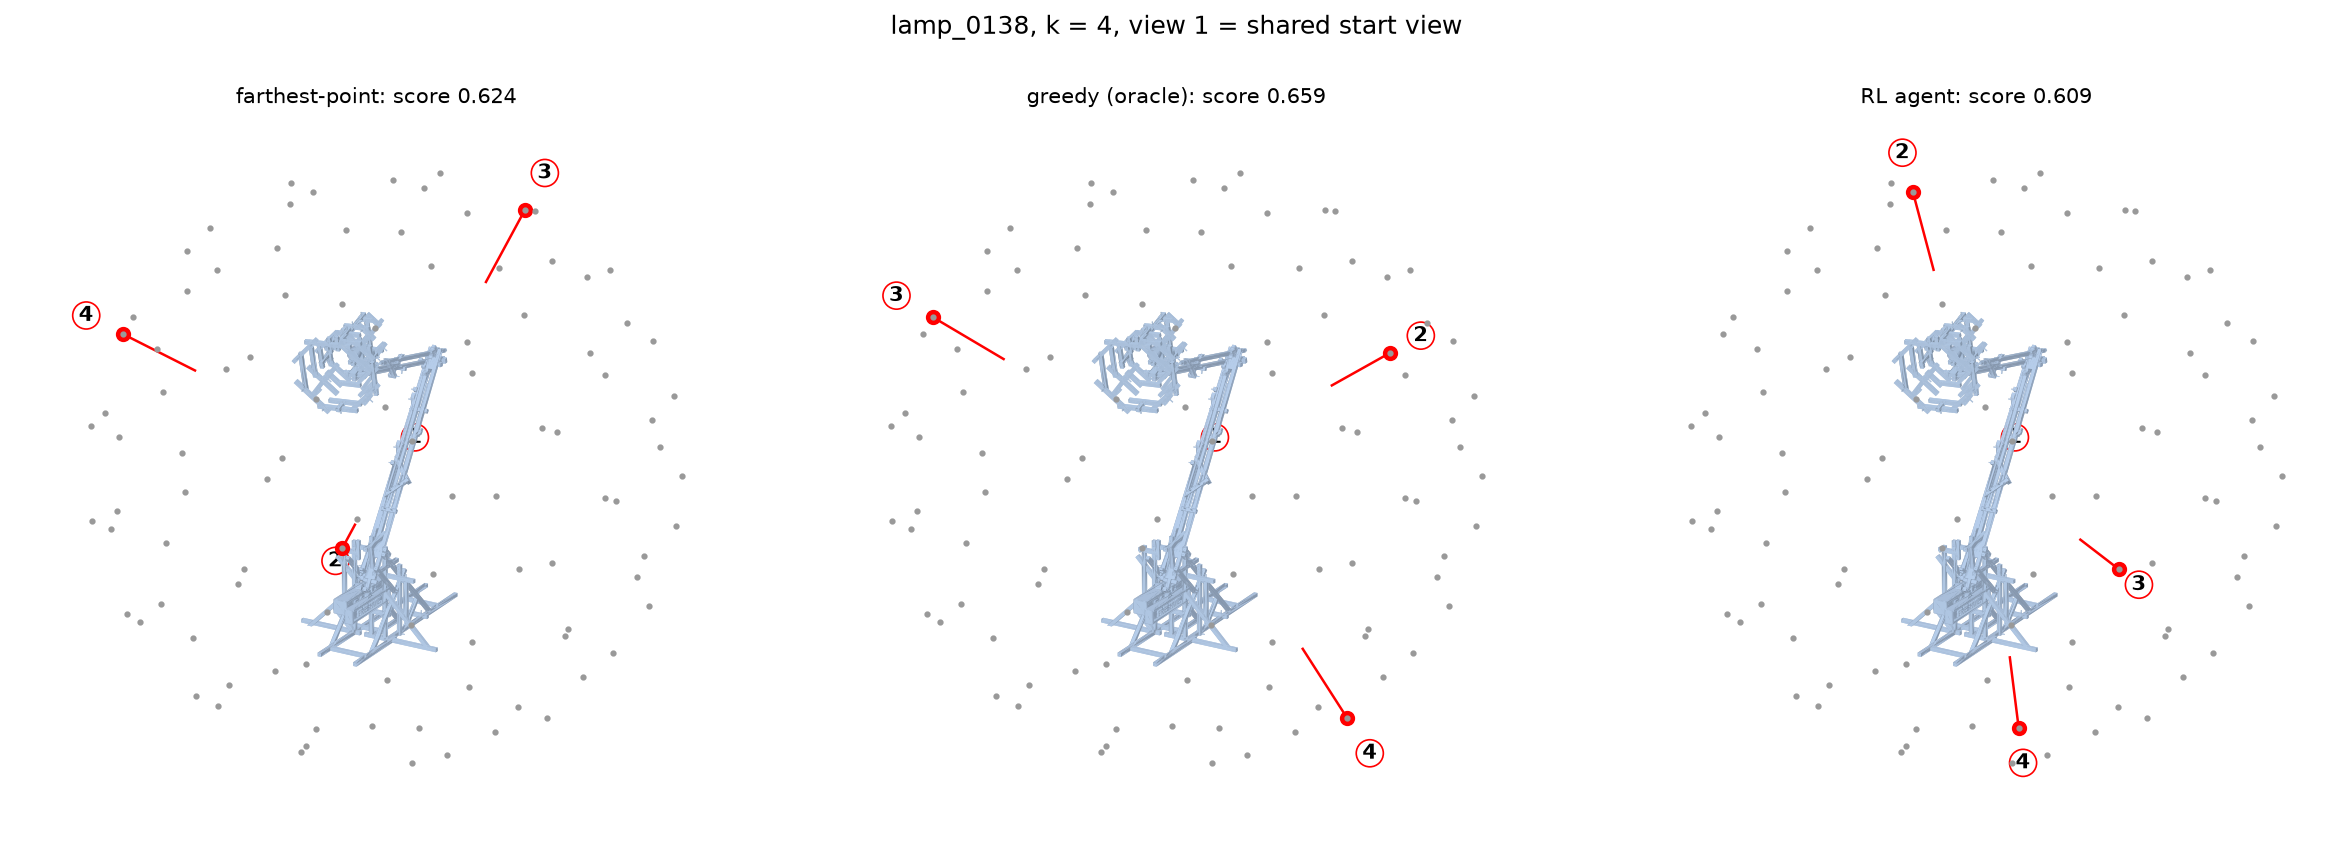 lamp_0138, k = 4, view 1 = shared start view
farthest-point: score 0.624
3
4
2
greedy (oracle): score 0.659
3
2
4
RL agent: score 0.609
2
3
4